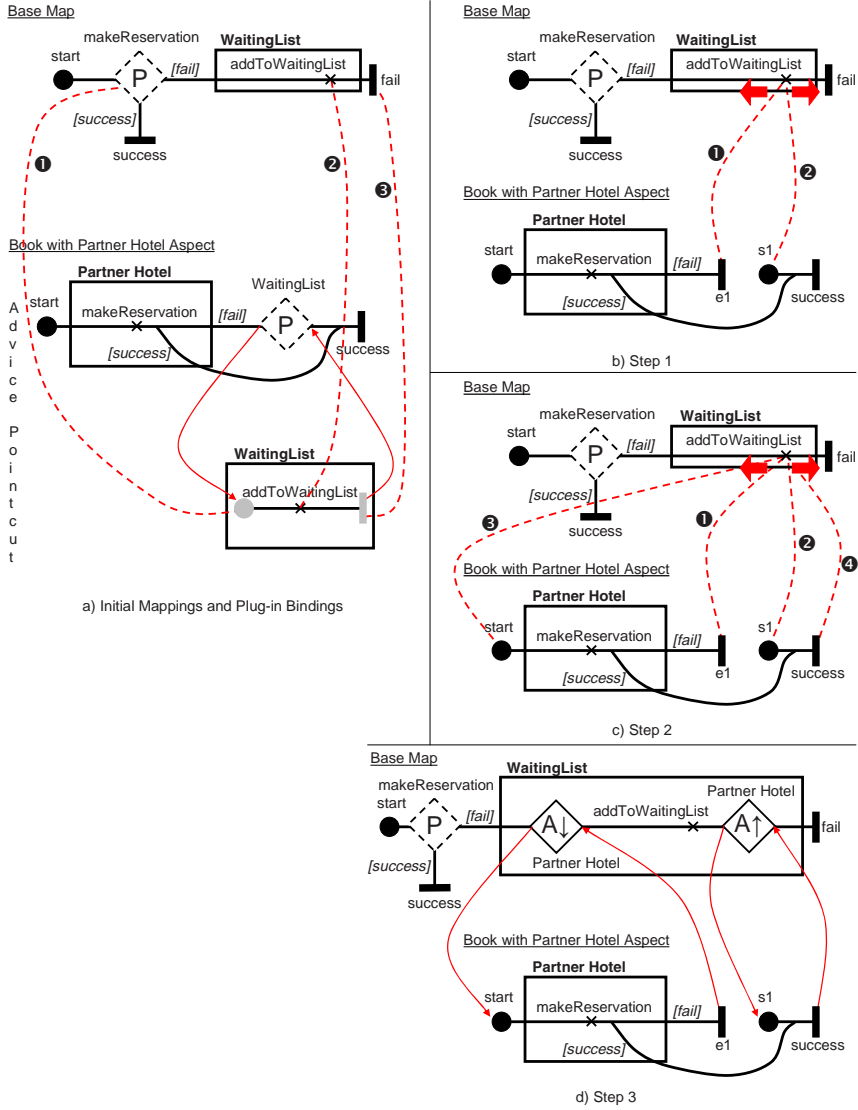 Base Map
makeReservation
start
P
[fail]
WaitingList
addToWaitingList
fail
[success]
success
❶
❷
❸
Book with Partner Hotel Aspect
Partner Hotel
start
makeReservation
[fail]
WaitingList
P
[success]
success
Advice Pointcut
WaitingList
addToWaitingList
a) Initial Mappings and Plug-in Bindings
Base Map
makeReservation
start
P
[fail]
WaitingList
addToWaitingList
fail
[success]
success
❶
❷
Book with Partner Hotel Aspect
Partner Hotel
start
makeReservation
[fail]
s1
[success]
e1
success
b) Step 1
Base Map
makeReservation
start
P
[fail]
WaitingList
addToWaitingList
fail
[success]
success
❸
❶
❷
❹
Book with Partner Hotel Aspect
Partner Hotel
start
makeReservation
[fail]
s1
[success]
e1
success
c) Step 2
Base Map
makeReservation
start
P
[fail]
WaitingList
A↓
Partner Hotel
addToWaitingList
Partner Hotel
A↑
fail
[success]
success
Book with Partner Hotel Aspect
Partner Hotel
start
makeReservation
[fail]
s1
[success]
e1
success
d) Step 3